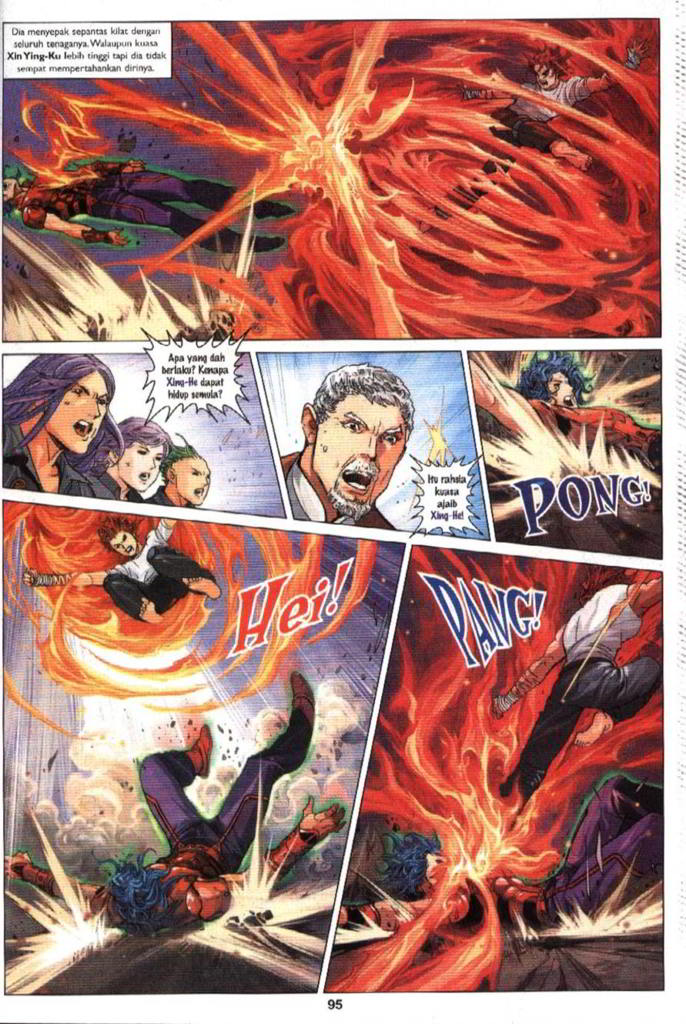 Dia menyepak sepantas kilat dengan
seluruh tenaganya. Walaupun kuasa
Xin Ying-Ku lebih tinggi tapi dia tidak
sempat mempertahankan dirinya.
Apa yang dah
berlaku? Kenapa
Xing-He dapat
hidup semula?
Itu rahsia
kuasa
ajaib
Xing-He!
PONG!
Hei!
PANG!
95